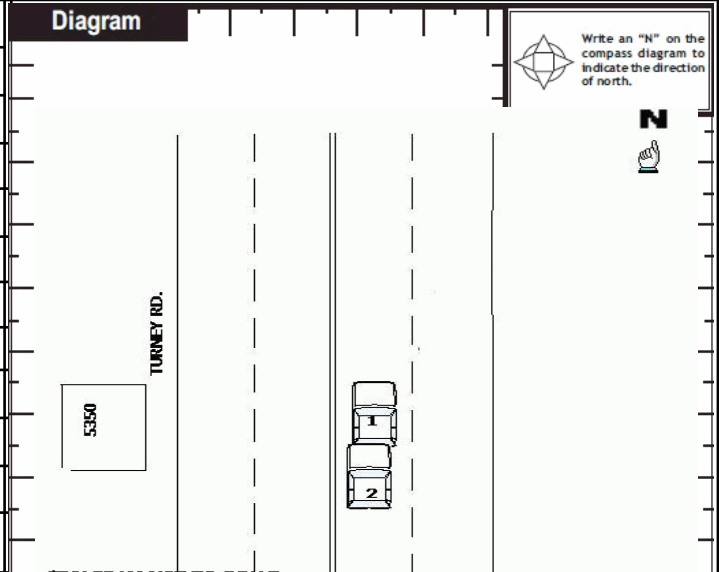 Diagram
Write an “N” on the
compass diagram to
indicate the direction
of north.
N
TURNEY RD.
5350
1
2